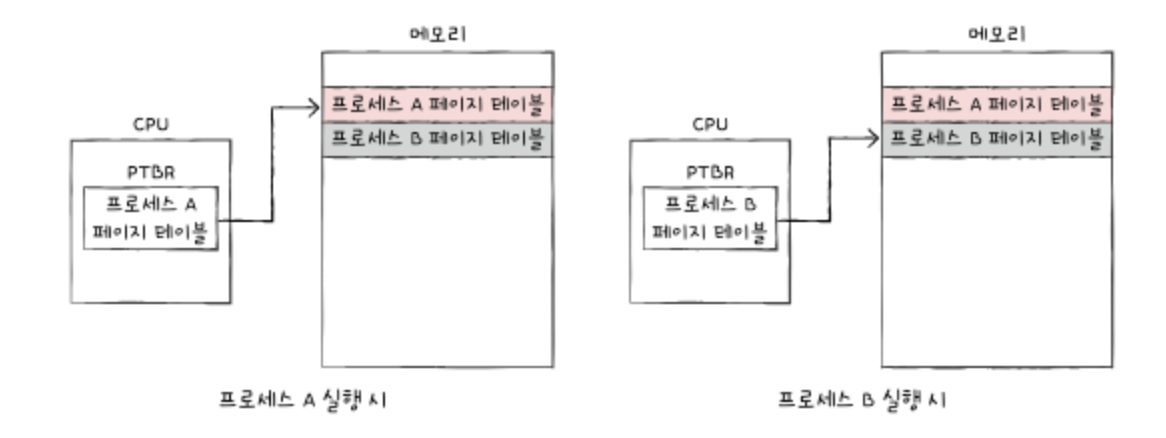 메모리
프로세스 A 페이지 테이블
프로세스 B 페이지 테이블
CPU
PTBR
프로세스 A
페이지 테이블
프로세스 A 실행 시
메모리
프로세스 A 페이지 테이블
프로세스 B 페이지 테이블
CPU
PTBR
프로세스 B
페이지 테이블
프로세스 B 실행 시